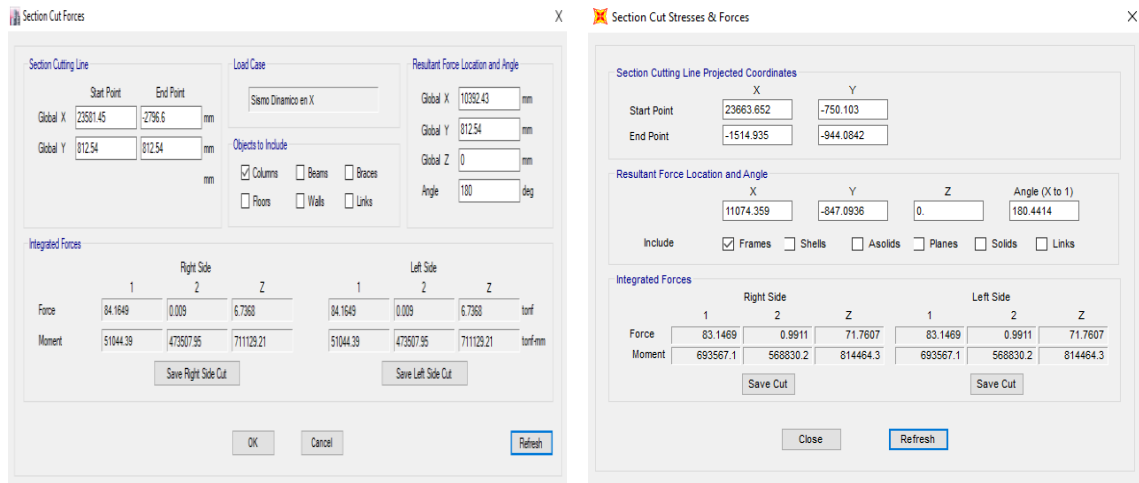 Section Cut Forces
X
Section Cutting Line
Start Point End Point
Global X 23581.45 -2796.6 mm
Global Y 812.54 812.54 mm
mm
Load Case
Sismo Dinamico en X
Objects to Include
Columns Beams Braces
Floors Walls Links
Resultant Force Location and Angle
Global X 10392.43 mm
Global Y 812.54 mm
Global Z 0 mm
Angle 180 deg
Integrated Forces
Right Side Left Side
1 2 Z 1 2 Z
Force 84.1649 0.009 6.7368 84.1649 0.009 6.7368 tonf
Moment 51044.39 473507.95 711129.21 51044.39 473507.95 711129.21 tonf-mm
Save Right Side Cut Save Left Side Cut
OK Cancel Refresh
Section Cut Stresses & Forces
X
Section Cutting Line Projected Coordinates
X Y
Start Point 23663.652 -750.103
End Point -1514.935 -944.0842
Resultant Force Location and Angle
X Y Z Angle (X to 1)
11074.359 -847.0936 0. 180.4414
Include Frames Shells Asolids Planes Solids Links
Integrated Forces
Right Side Left Side
1 2 Z 1 2 Z
Force 83.1469 0.9911 71.7607 83.1469 0.9911 71.7607
Moment 693567.1 568830.2 814464.3 693567.1 568830.2 814464.3
Save Cut Save Cut
Close Refresh